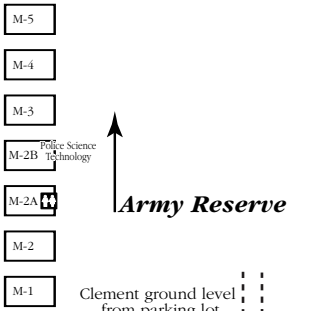 M-5
M-4
M-3
Police Science
M-2B Technology
M-2A
Army Reserve
M-2
M-1
Clement ground level
from parking lot